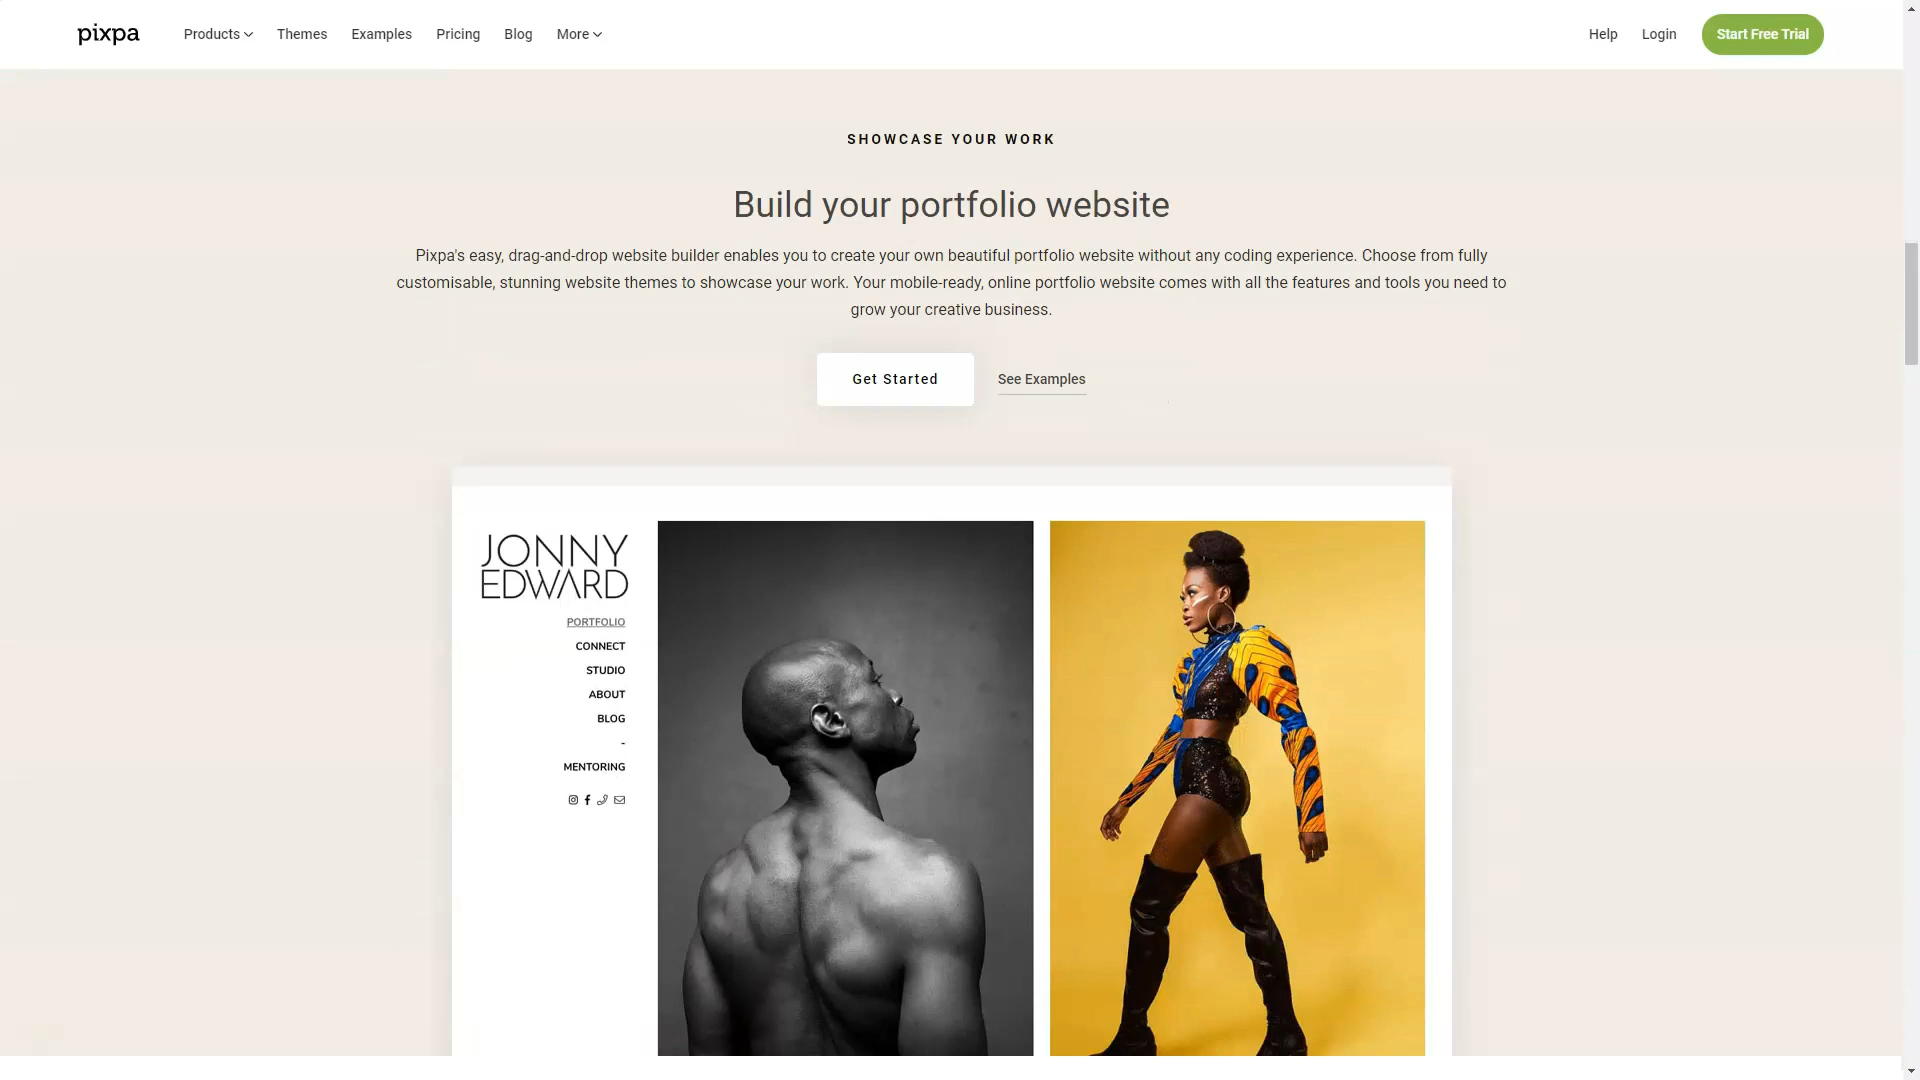 pixpa
Products
Themes
Examples
Pricing
Blog
More
Help
Login
Start Free Trial
SHOWCASE YOUR WORK
Build your portfolio website
Pixpa's easy, drag-and-drop website builder enables you to create your own beautiful portfolio website without any coding experience. Choose from fully
customisable, stunning website themes to showcase your work. Your mobile-ready, online portfolio website comes with all the features and tools you need to
grow your creative business.
Get Started
See Examples
JONNY
EDWARD
PORTFOLIO
CONNECT
STUDIO
ABOUT
BLOG
-
MENTORING